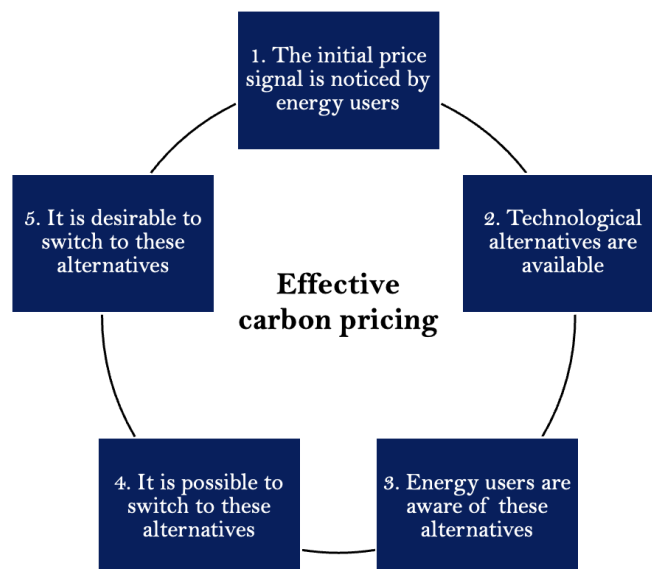 1. The initial price
signal is noticed by
energy users
2. Technological
alternatives are
available
3. Energy users are
aware of these
alternatives
4. It is possible to
switch to these
alternatives
5. It is desirable to
switch to these
alternatives
Effective
carbon pricing